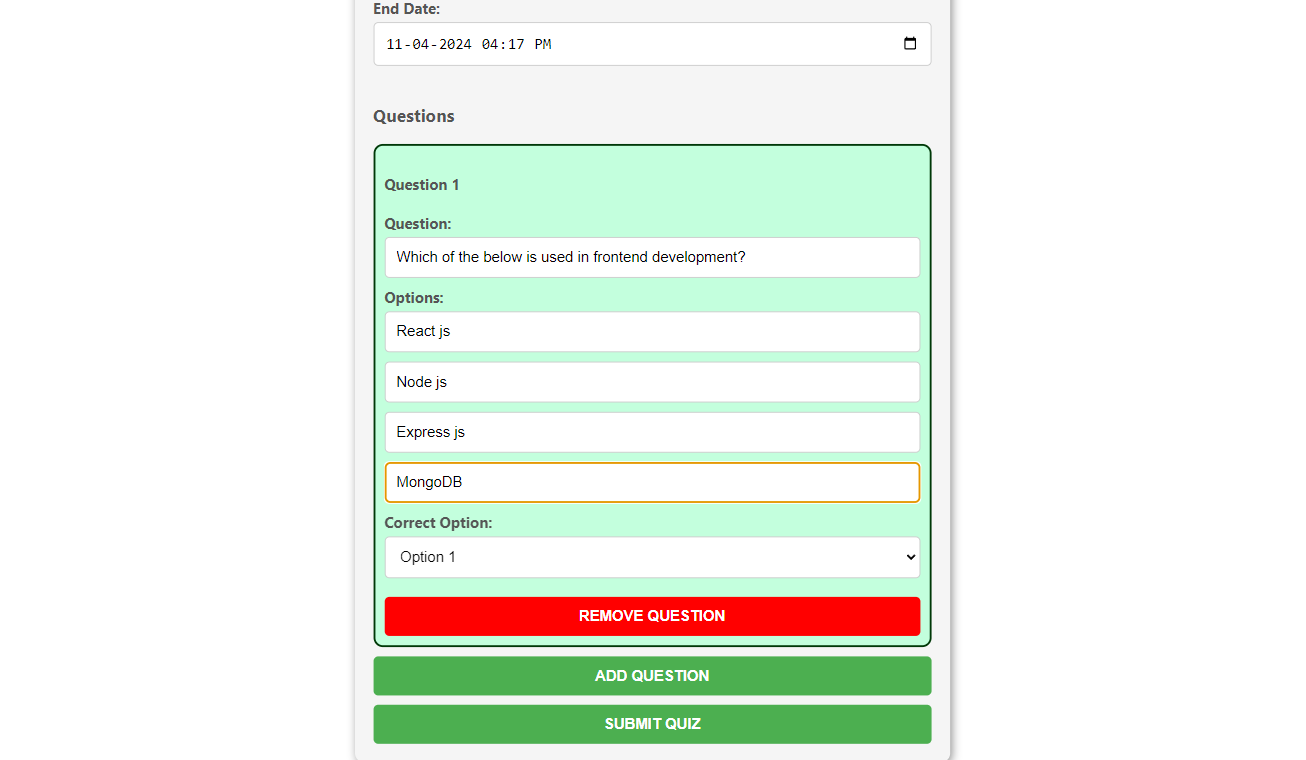 End Date:
11-04-2024 04:17 PM
Questions
Question 1
Question:
Which of the below is used in frontend development?
Options:
React js
Node js
Express js
MongoDB
Correct Option:
Option 1
REMOVE QUESTION
ADD QUESTION
SUBMIT QUIZ